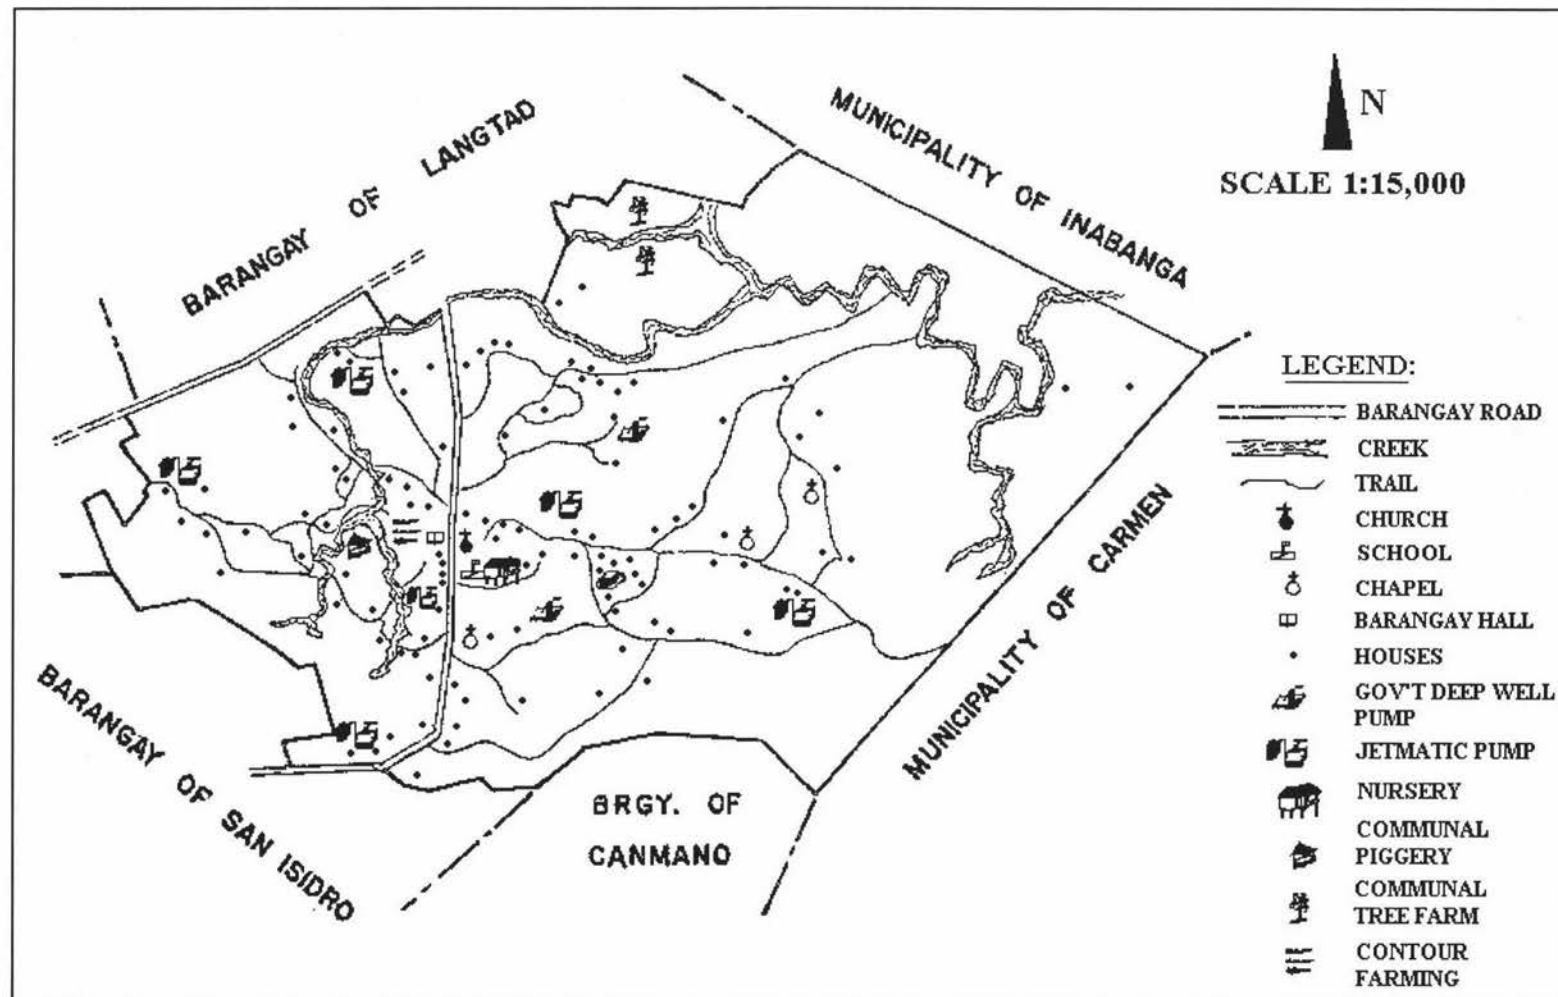 BARANGAY OF LANGTAD
MUNICIPALITY OF INABANGA
N
SCALE 1:15,000
MUNICIPALITY OF CARMEN
BARANGAY OF SAN ISIDRO
BRGY. OF
CANMANO
LEGEND:
BARANGAY ROAD
CREEK
TRAIL
CHURCH
SCHOOL
CHAPEL
BARANGAY HALL
HOUSES
GOV'T DEEP WELL
PUMP
JETMATIC PUMP
NURSERY
COMMUNAL
PIGGERY
COMMUNAL
TREE FARM
CONTOUR
FARMING